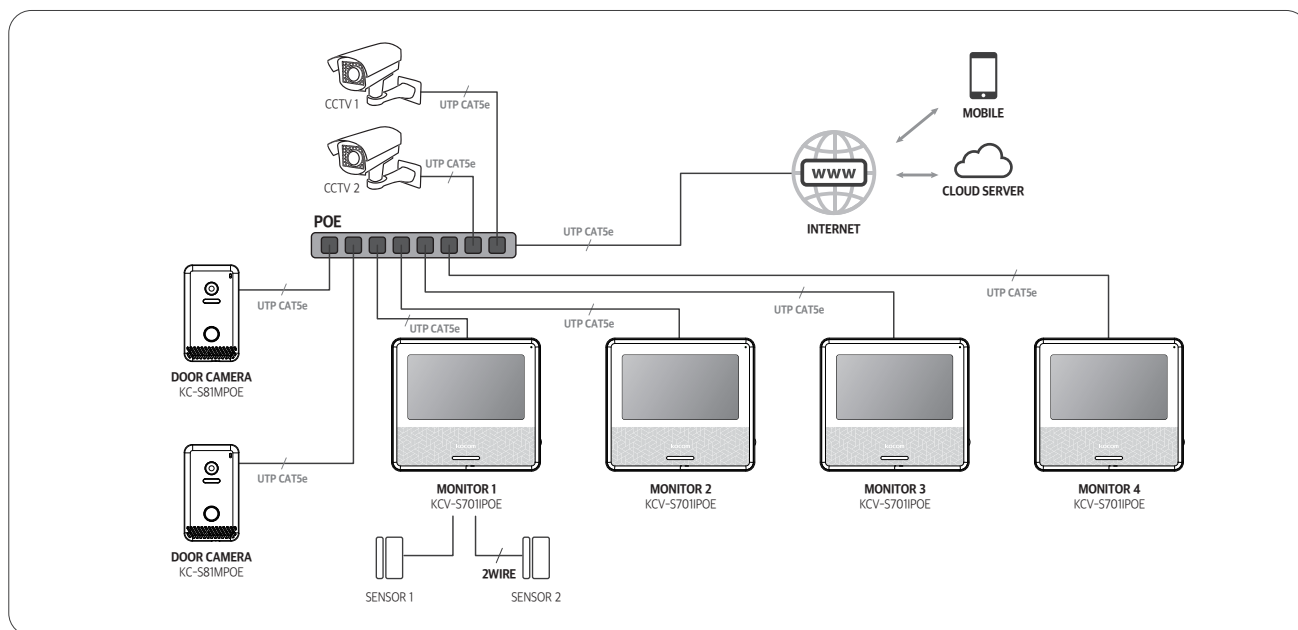 CCTV 1
UTP CAT5e
CCTV 2
UTP CAT5e
MOBILE
WWW
CLOUD SERVER
INTERNET
POE
UTP CAT5e
UTP CAT5e
UTP CAT5e
UTP CAT5e
UTP CAT5e
UTP CAT5e
DOOR CAMERA
KC-S81MPOE
UTP CAT5e
DOOR CAMERA
KC-S81MPOE
MONITOR 1
KCV-S701IPOE
MONITOR 2
KCV-S701IPOE
MONITOR 3
KCV-S701IPOE
MONITOR 4
KCV-S701IPOE
2WIRE
SENSOR 1
SENSOR 2